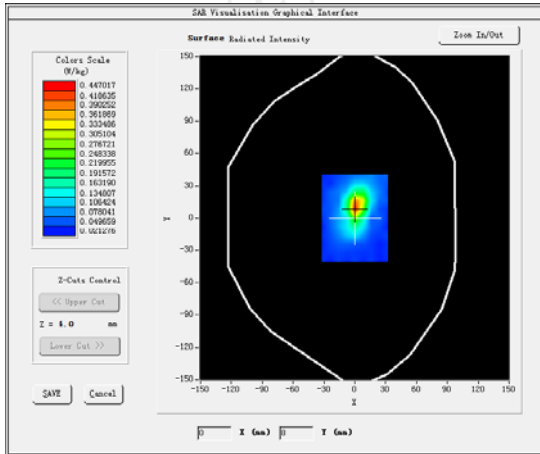 SAR Visualisation Graphical Interface
Surface Radiated Intensity
Zoom In/Out
Colors Scale
(W/kg)
0.447017
0.418635
0.390252
0.361869
0.333486
0.305104
0.276721
0.248338
0.219955
0.191572
0.163190
0.134807
0.106424
0.078041
0.049659
0.021276
Z-Cuts Control
<< Upper Cut
Z = 4.0 mm
Lower Cut >>
SAVE Cancel
150
120
90
60
30
0
-30
-60
-90
-120
-150
Y
-150 -120 -90 -60 -30 0 30 60 90 120 150
X
0 X (mm) 0 Y (mm)